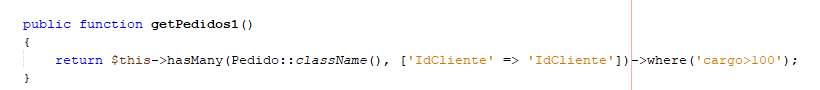 public function getPedidos1()
{
return $this->hasMany(Pedido::className(), ['IdCliente' => 'IdCliente'])->where('cargo>100');
}